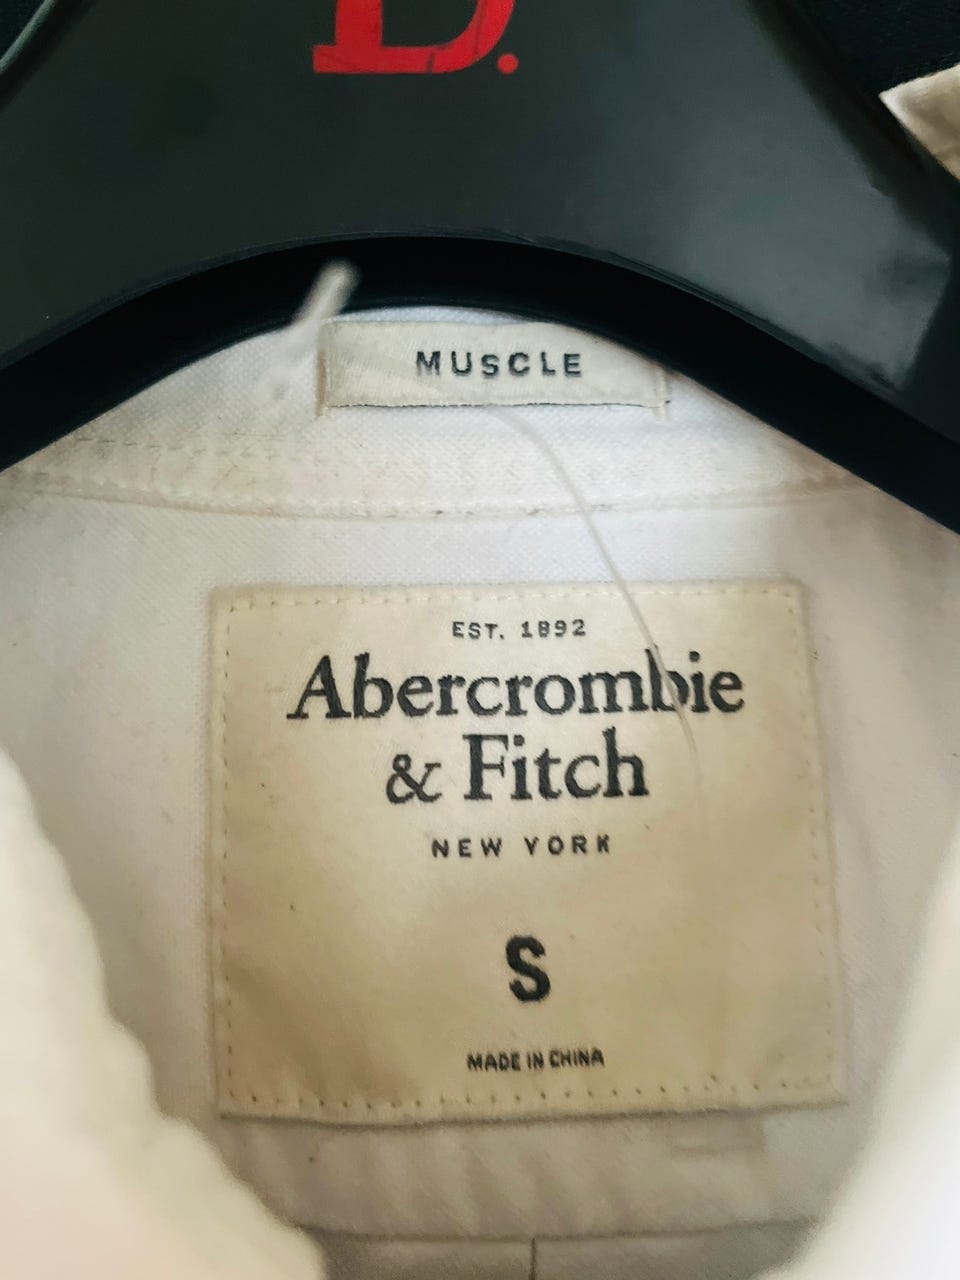 D.
MUSCLE
EST. 1892
Abercrombie
& Fitch
NEW YORK
S
MADE IN CHINA